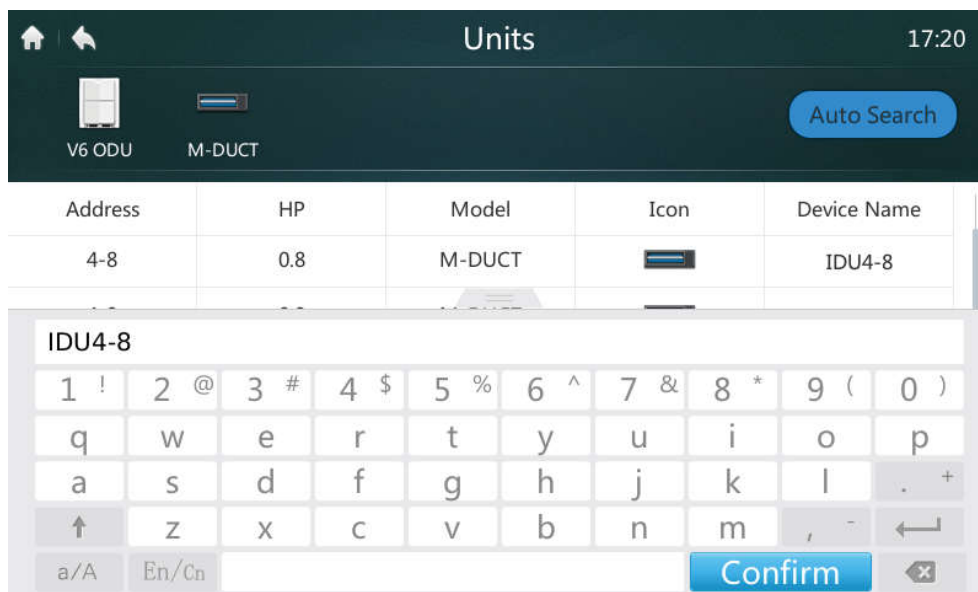 Units 17:20
V6 ODU M-DUCT Auto Search
Address HP Model Icon Device Name
4-8 0.8 M-DUCT IDU4-8
IDU4-8
1 ! 2 @ 3 # 4 $ 5 % 6 ^ 7 & 8 * 9 ( 0 )
q w e r t y u i o p
a s d f g h j k l . +
z x c v b n m , -
a/A En/Cn Confirm